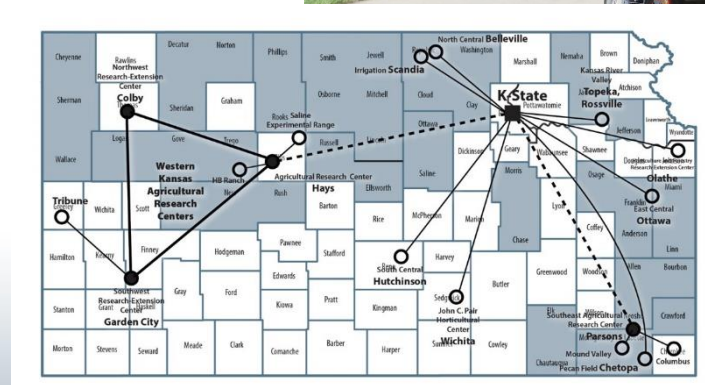 Cheyenne
Rawlins
Decatur
Norton
Phillips
Smith
Jewell
North Central Belleville
Washington
Marshall
Nemaha
Brown
Doniphan
Northwest
Research-Extension
Center
Colby
Irrigation Scandia
K-State
Pottawatomie
Kansas River
Valley
Topeka,
Rossville
Atchison
Jefferson
Sherman
Sheridan
Graham
Rooks
Saline
Experimental Range
Osborne
Mitchell
Cloud
Clay
Ottawa
Wallace
Logan
Gove
Trego
HB Ranch
Russell
Lincoln
Agricultural Research Center
Hays
Dickinson
Geary
Wabaunsee
Shawnee
Johnson
Research-Extension Center
Olathe
Western
Kansas
Agricultural
Research
Centers
Rush
Ellsworth
Saline
Morris
Osage
Franklin
Miami
East Central
Ottawa
Tribune
Greeley
Wichita
Scott
Barton
Rice
McPherson
Marion
Chase
Lyon
Coffey
Anderson
Linn
Hamilton
Kearny
Finney
Hodgeman
Pawnee
Stafford
Reno
South Central
Hutchinson
Harvey
Butler
Greenwood
Woodson
Allen
Bourbon
Southwest
Research-Extension
Center
Garden City
Grant
Haskell
Gray
Ford
Edwards
Kiowa
Pratt
Kingman
Sedgwick
John C. Pair
Horticultural
Center
Wichita
Elk
Wilson
Southeast Agricultural
Research Center
Parsons
Crawford
Stanton
Morton
Stevens
Seward
Meade
Clark
Comanche
Barber
Harper
Sumner
Cowley
Chautauqua
Mound Valley
Pecan Field Chetopa
Cherokee
Columbus